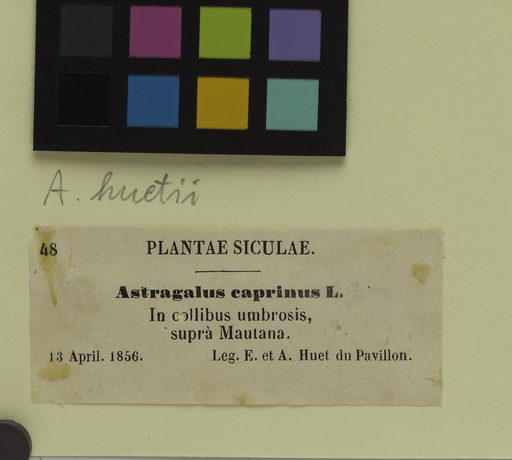 A. huetii
48 PLANTAE SICULAE.
Astragalus caprinus L.
In collibus umbrosis,
suprà Mautana.
13 April. 1856. Leg. E. et A. Huet du Pavillon.